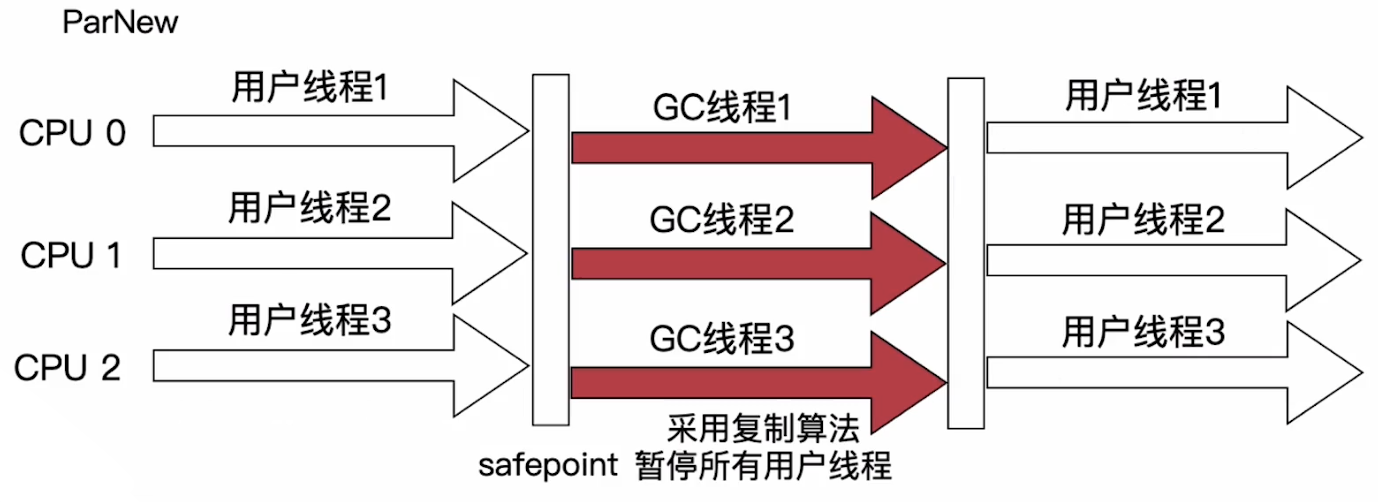 ParNew
用户线程1
GC线程1
用户线程1
CPU 0
用户线程2
GC线程2
用户线程2
CPU 1
用户线程3
GC线程3
用户线程3
CPU 2
采用复制算法
safepoint 暂停所有用户线程